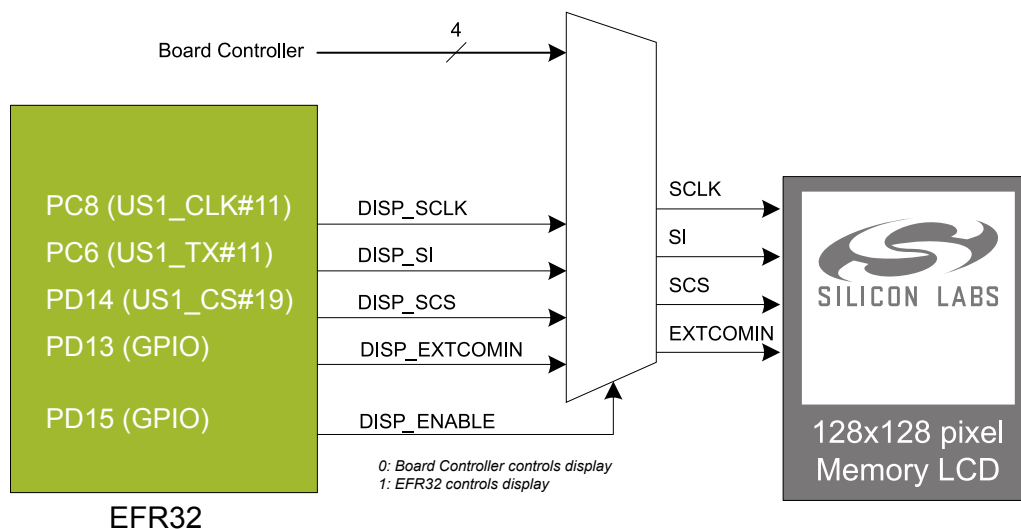 4
Board Controller
PC8 (US1_CLK#11)
DISP_SCLK
SCLK
PC6 (US1_TX#11)
DISP_SI
SI
PD14 (US1_CS#19)
DISP_SCS
SCS
PD13 (GPIO)
DISP_EXTCOMIN
EXTCOMIN
PD15 (GPIO)
DISP_ENABLE
0: Board Controller controls display
1: EFR32 controls display
SILICON LABS
128x128 pixel
Memory LCD
EFR32